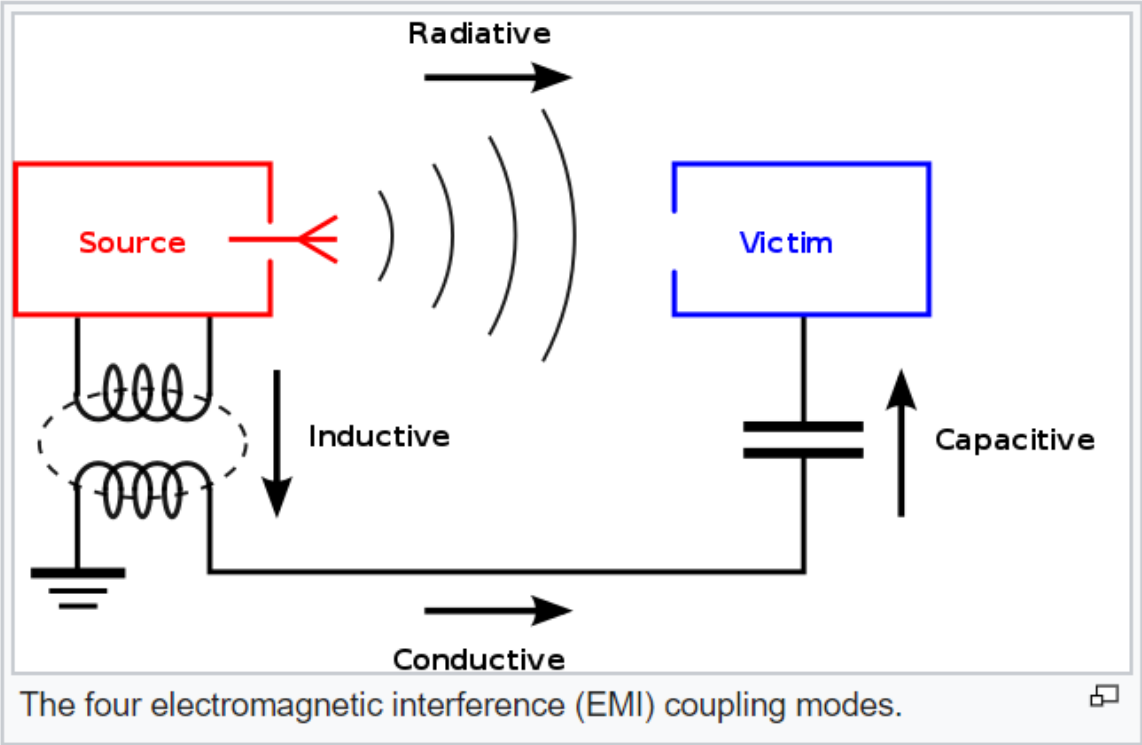 Radiative
Source
Victim
Inductive
Capacitive
Conductive
The four electromagnetic interference (EMI) coupling modes.